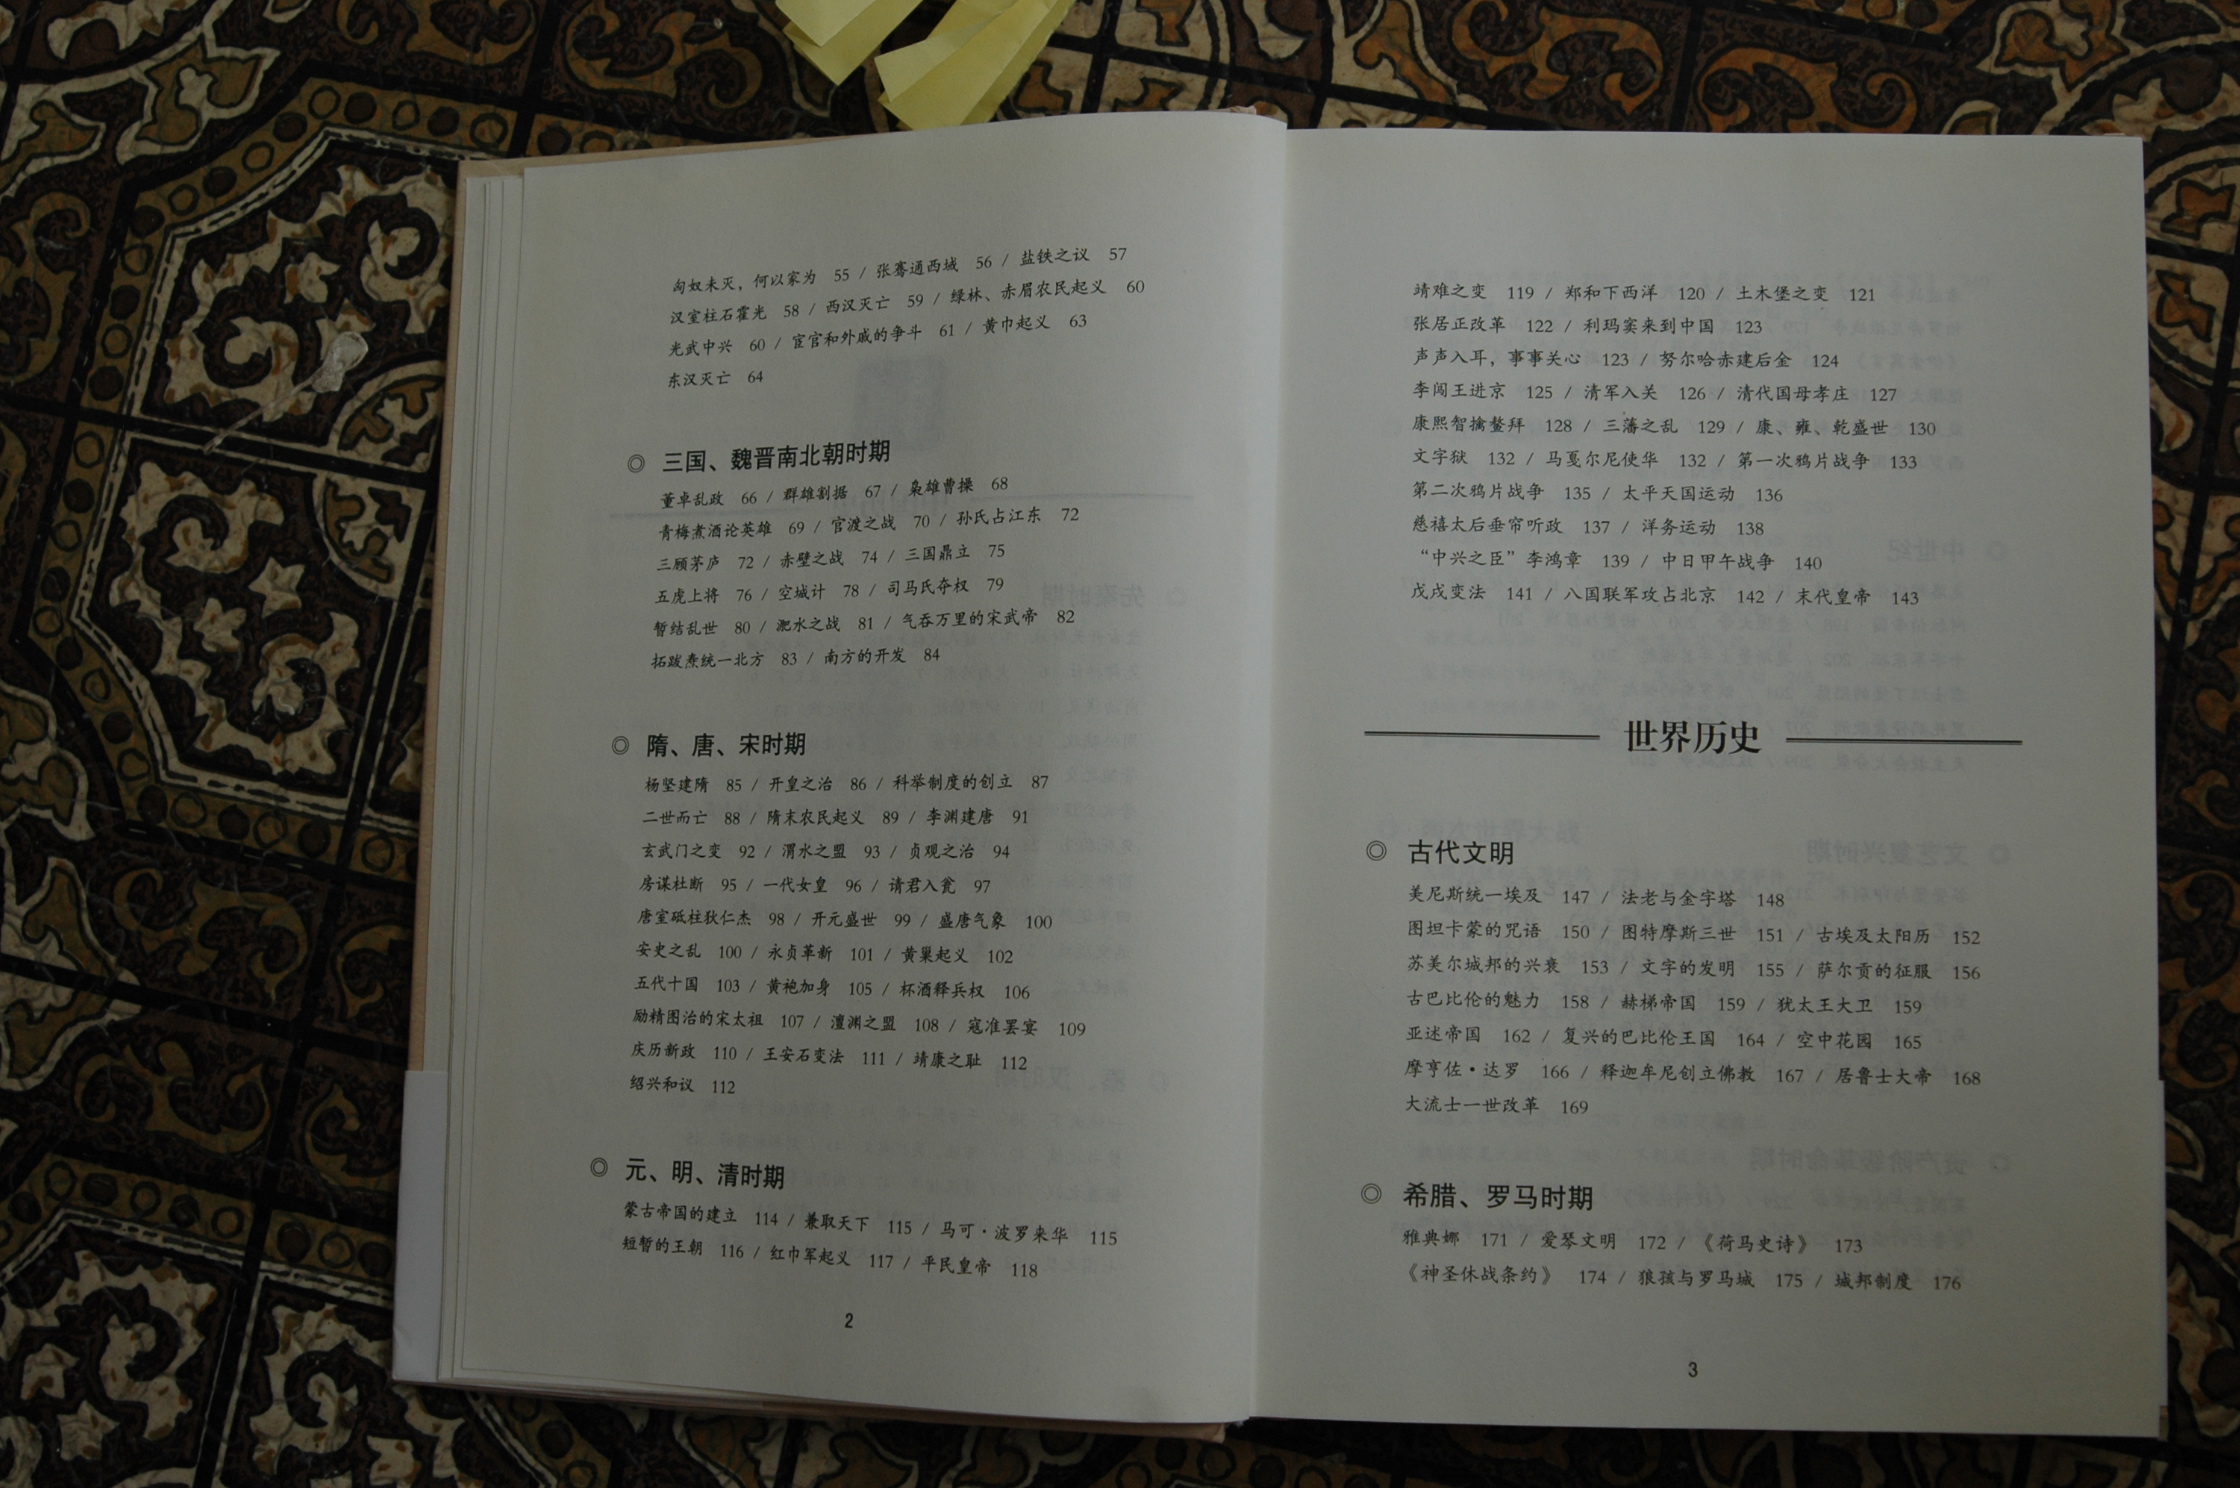 匈奴未灭，何以家为 55 / 张骞通西域 56 / 盐铁之议 57
汉室柱石霍光 58 / 西汉灭亡 59 / 绿林、赤眉农民起义 60
光武中兴 60 / 宦官和外戚的争斗 61 / 黄巾起义 63
东汉灭亡 64
◎ 三国、魏晋南北朝时期
董卓乱政 66 / 群雄割据 67 / 枭雄曹操 68
青梅煮酒论英雄 69 / 官渡之战 70 / 孙氏占江东 72
三顾茅庐 72 / 赤壁之战 74 / 三国鼎立 75
五虎上将 76 / 空城计 78 / 司马氏夺权 79
暂结乱世 80 / 淝水之战 81 / 气吞万里的宋武帝 82
拓跋焘统一北方 83 / 南方的开发 84
◎ 隋、唐、宋时期
杨坚建隋 85 / 开皇之治 86 / 科举制度的创立 87
二世而亡 88 / 隋末农民起义 89 / 李渊建唐 91
玄武门之变 92 / 渭水之盟 93 / 贞观之治 94
房谋杜断 95 / 一代女皇 96 / 请君入瓮 97
唐室砥柱狄仁杰 98 / 开元盛世 99 / 盛唐气象 100
安史之乱 100 / 永贞革新 101 / 黄巢起义 102
五代十国 103 / 黄袍加身 105 / 杯酒释兵权 106
励精图治的宋太祖 107 / 澶渊之盟 108 / 寇准罢宴 109
庆历新政 110 / 王安石变法 111 / 靖康之耻 112
绍兴和议 112
◎ 元、明、清时期
蒙古帝国的建立 114 / 兼取天下 115 / 马可·波罗来华 115
短暂的王朝 116 / 红巾军起义 117 / 平民皇帝 118
2
靖难之变 119 / 郑和下西洋 120 / 土木堡之变 121
张居正改革 122 / 利玛窦来到中国 123
声声入耳，事事关心 123 / 努尔哈赤建后金 124
李闯王进京 125 / 清军入关 126 / 清代国母孝庄 127
康熙智擒鳌拜 128 / 三藩之乱 129 / 康、雍、乾盛世 130
文字狱 132 / 马戛尔尼使华 132 / 第一次鸦片战争 133
第二次鸦片战争 135 / 太平天国运动 136
慈禧太后垂帘听政 137 / 洋务运动 138
“中兴之臣”李鸿章 139 / 中日甲午战争 140
戊戌变法 141 / 八国联军攻占北京 142 / 末代皇帝 143
世界历史
◎ 古代文明
美尼斯统一埃及 147 / 法老与金字塔 148
图坦卡蒙的咒语 150 / 图特摩斯三世 151 / 古埃及太阳历 152
苏美尔城邦的兴衰 153 / 文字的发明 155 / 萨尔贡的征服 156
古巴比伦的魅力 158 / 赫梯帝国 159 / 犹太王大卫 159
亚述帝国 162 / 复兴的巴比伦王国 164 / 空中花园 165
摩亨佐·达罗 166 / 释迦牟尼创立佛教 167 / 居鲁士大帝 168
大流士一世改革 169
◎ 希腊、罗马时期
雅典娜 171 / 爱琴文明 172 / 《荷马史诗》 173
《神圣休战条约》 174 / 狼孩与罗马城 175 / 城邦制度 176
3